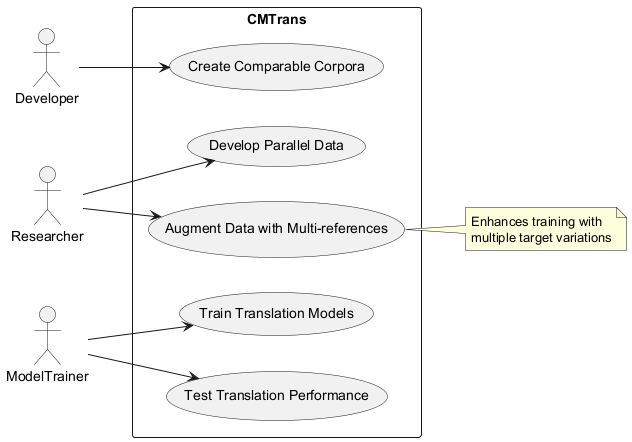 CMTrans
Create Comparable Corpora
Developer
Develop Parallel Data
Researcher
Augment Data with Multi-references
Enhances training with
multiple target variations
Train Translation Models
ModelTrainer
Test Translation Performance